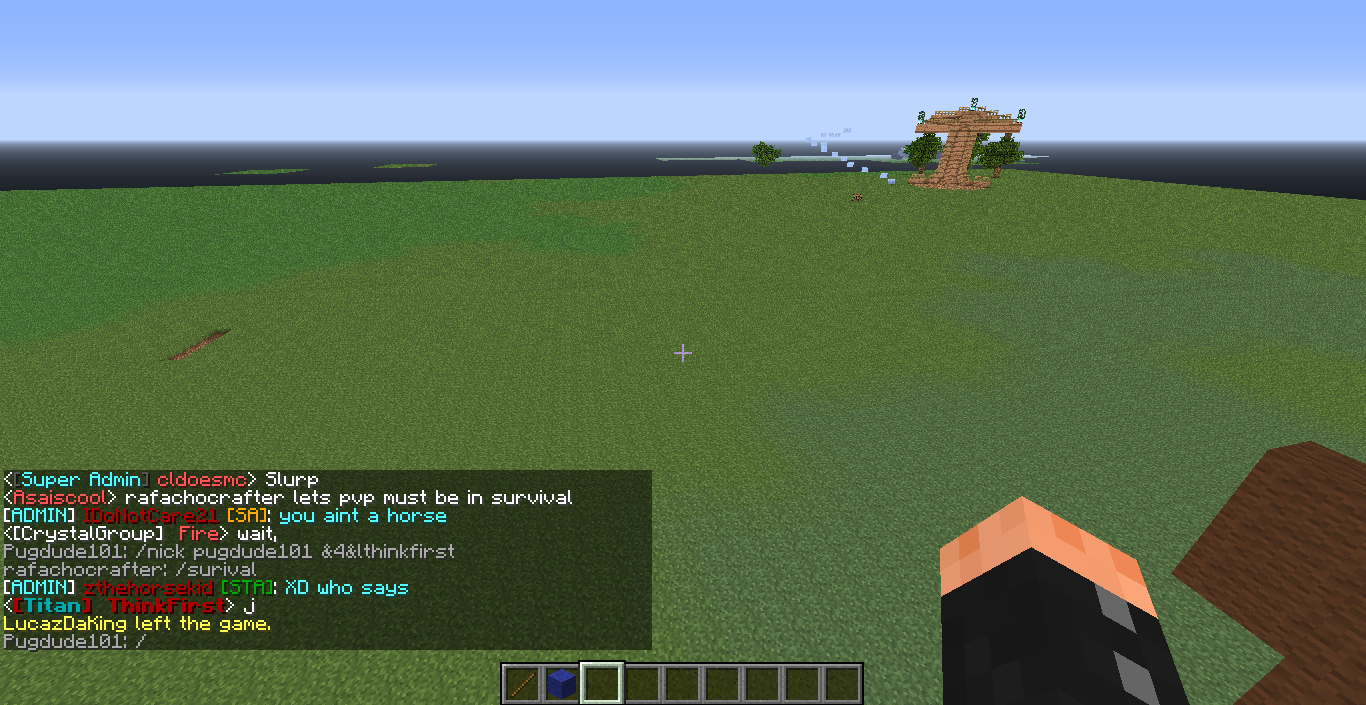 <[Super Admin] cldoesmc> Slurp
<Asaiscool> rafachocrafter lets pvp must be in survival
[ADMIN] IDoNotCare21 [SA]: you aint a horse
<[CrystalGroup] Fire> wait,
Pugdude101: /nick pugdude101 &4&lthinkfirst
rafachocrafter: /surival
[ADMIN] zthehorsekid [STA]: XD who says
<[Titan] ThinkFirst> j
LucazDaKing left the game.
Pugdude101: /